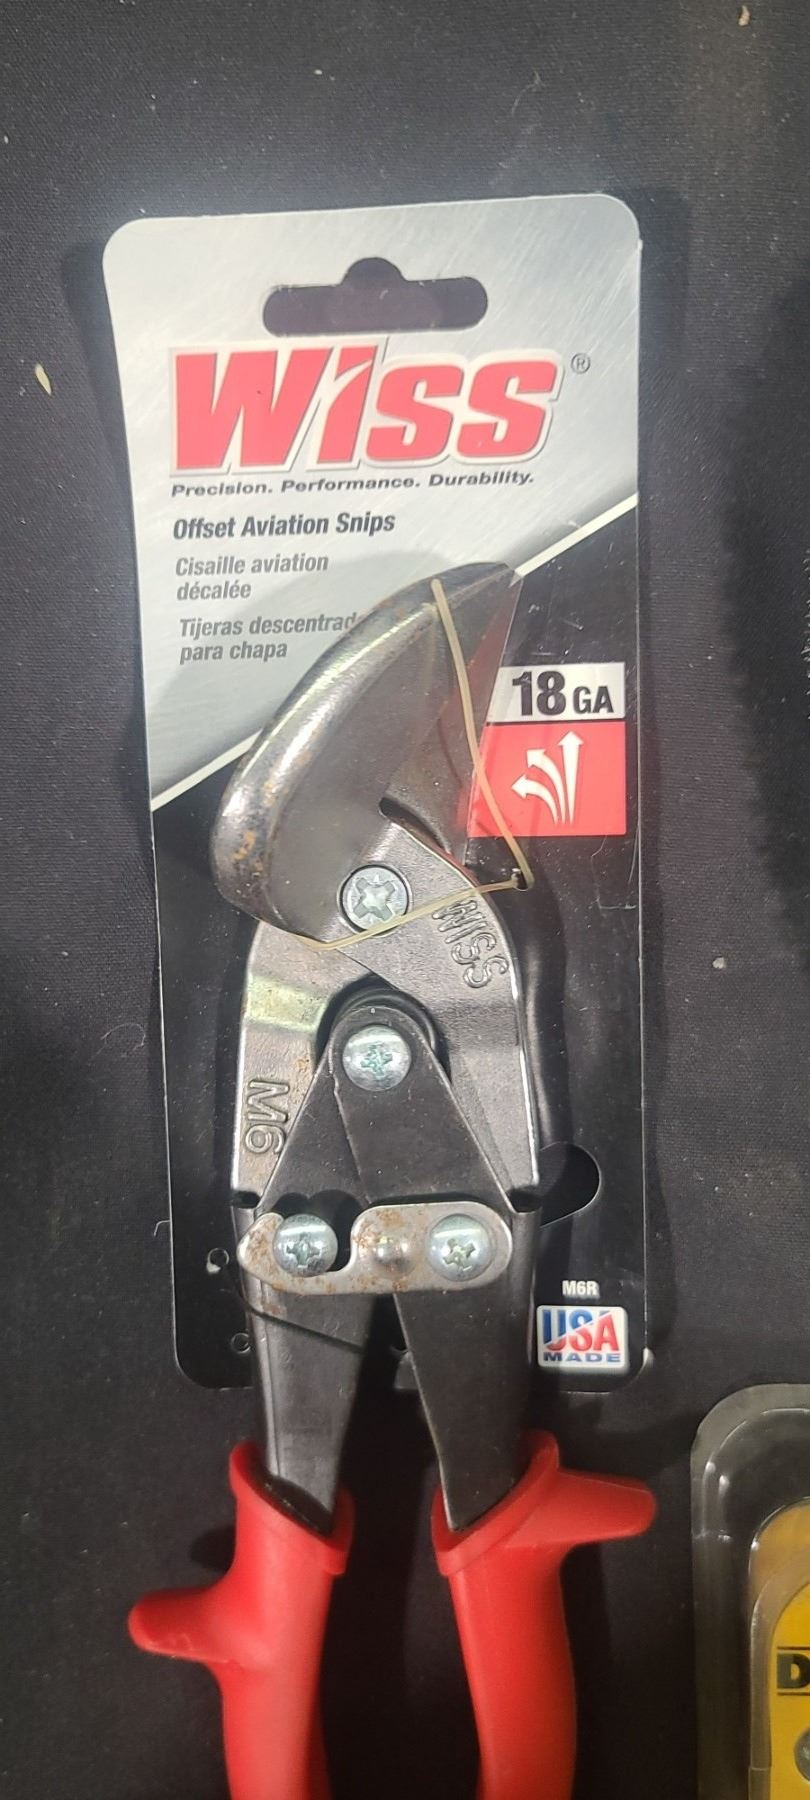 Wiss®
Precision. Performance. Durability.
Offset Aviation Snips
Cisaille aviation
décalée
Tijeras descentrad
para chapa
18 GA
WISS
M6
M6R
USA
MADE
D